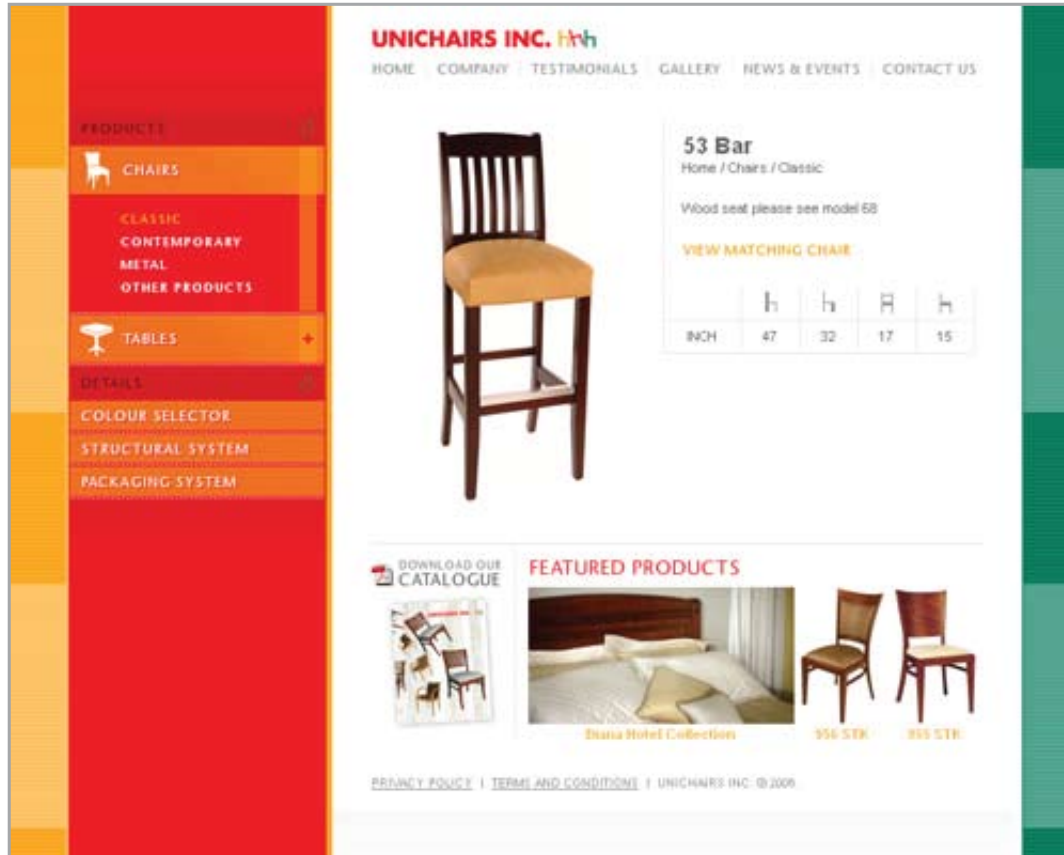 UNICHAIRS INC.
HOME COMPANY TESTIMONIALS GALLERY NEWS & EVENTS CONTACT US
PRODUCTS
CHAIRS
CLASSIC
CONTEMPORARY
METAL
OTHER PRODUCTS
TABLES +
DETAILS
COLOUR SELECTOR
STRUCTURAL SYSTEM
PACKAGING SYSTEM
53 Bar
Home / Chairs / Classic
Wood seat please see model 68
VIEW MATCHING CHAIR
INCH 47 32 17 15
DOWNLOAD OUR
CATALOGUE
FEATURED PRODUCTS
Diana Hotel Collection
956 STK
955 STK
PRIVACY POLICY | TERMS AND CONDITIONS | UNICHAIRS INC. ©